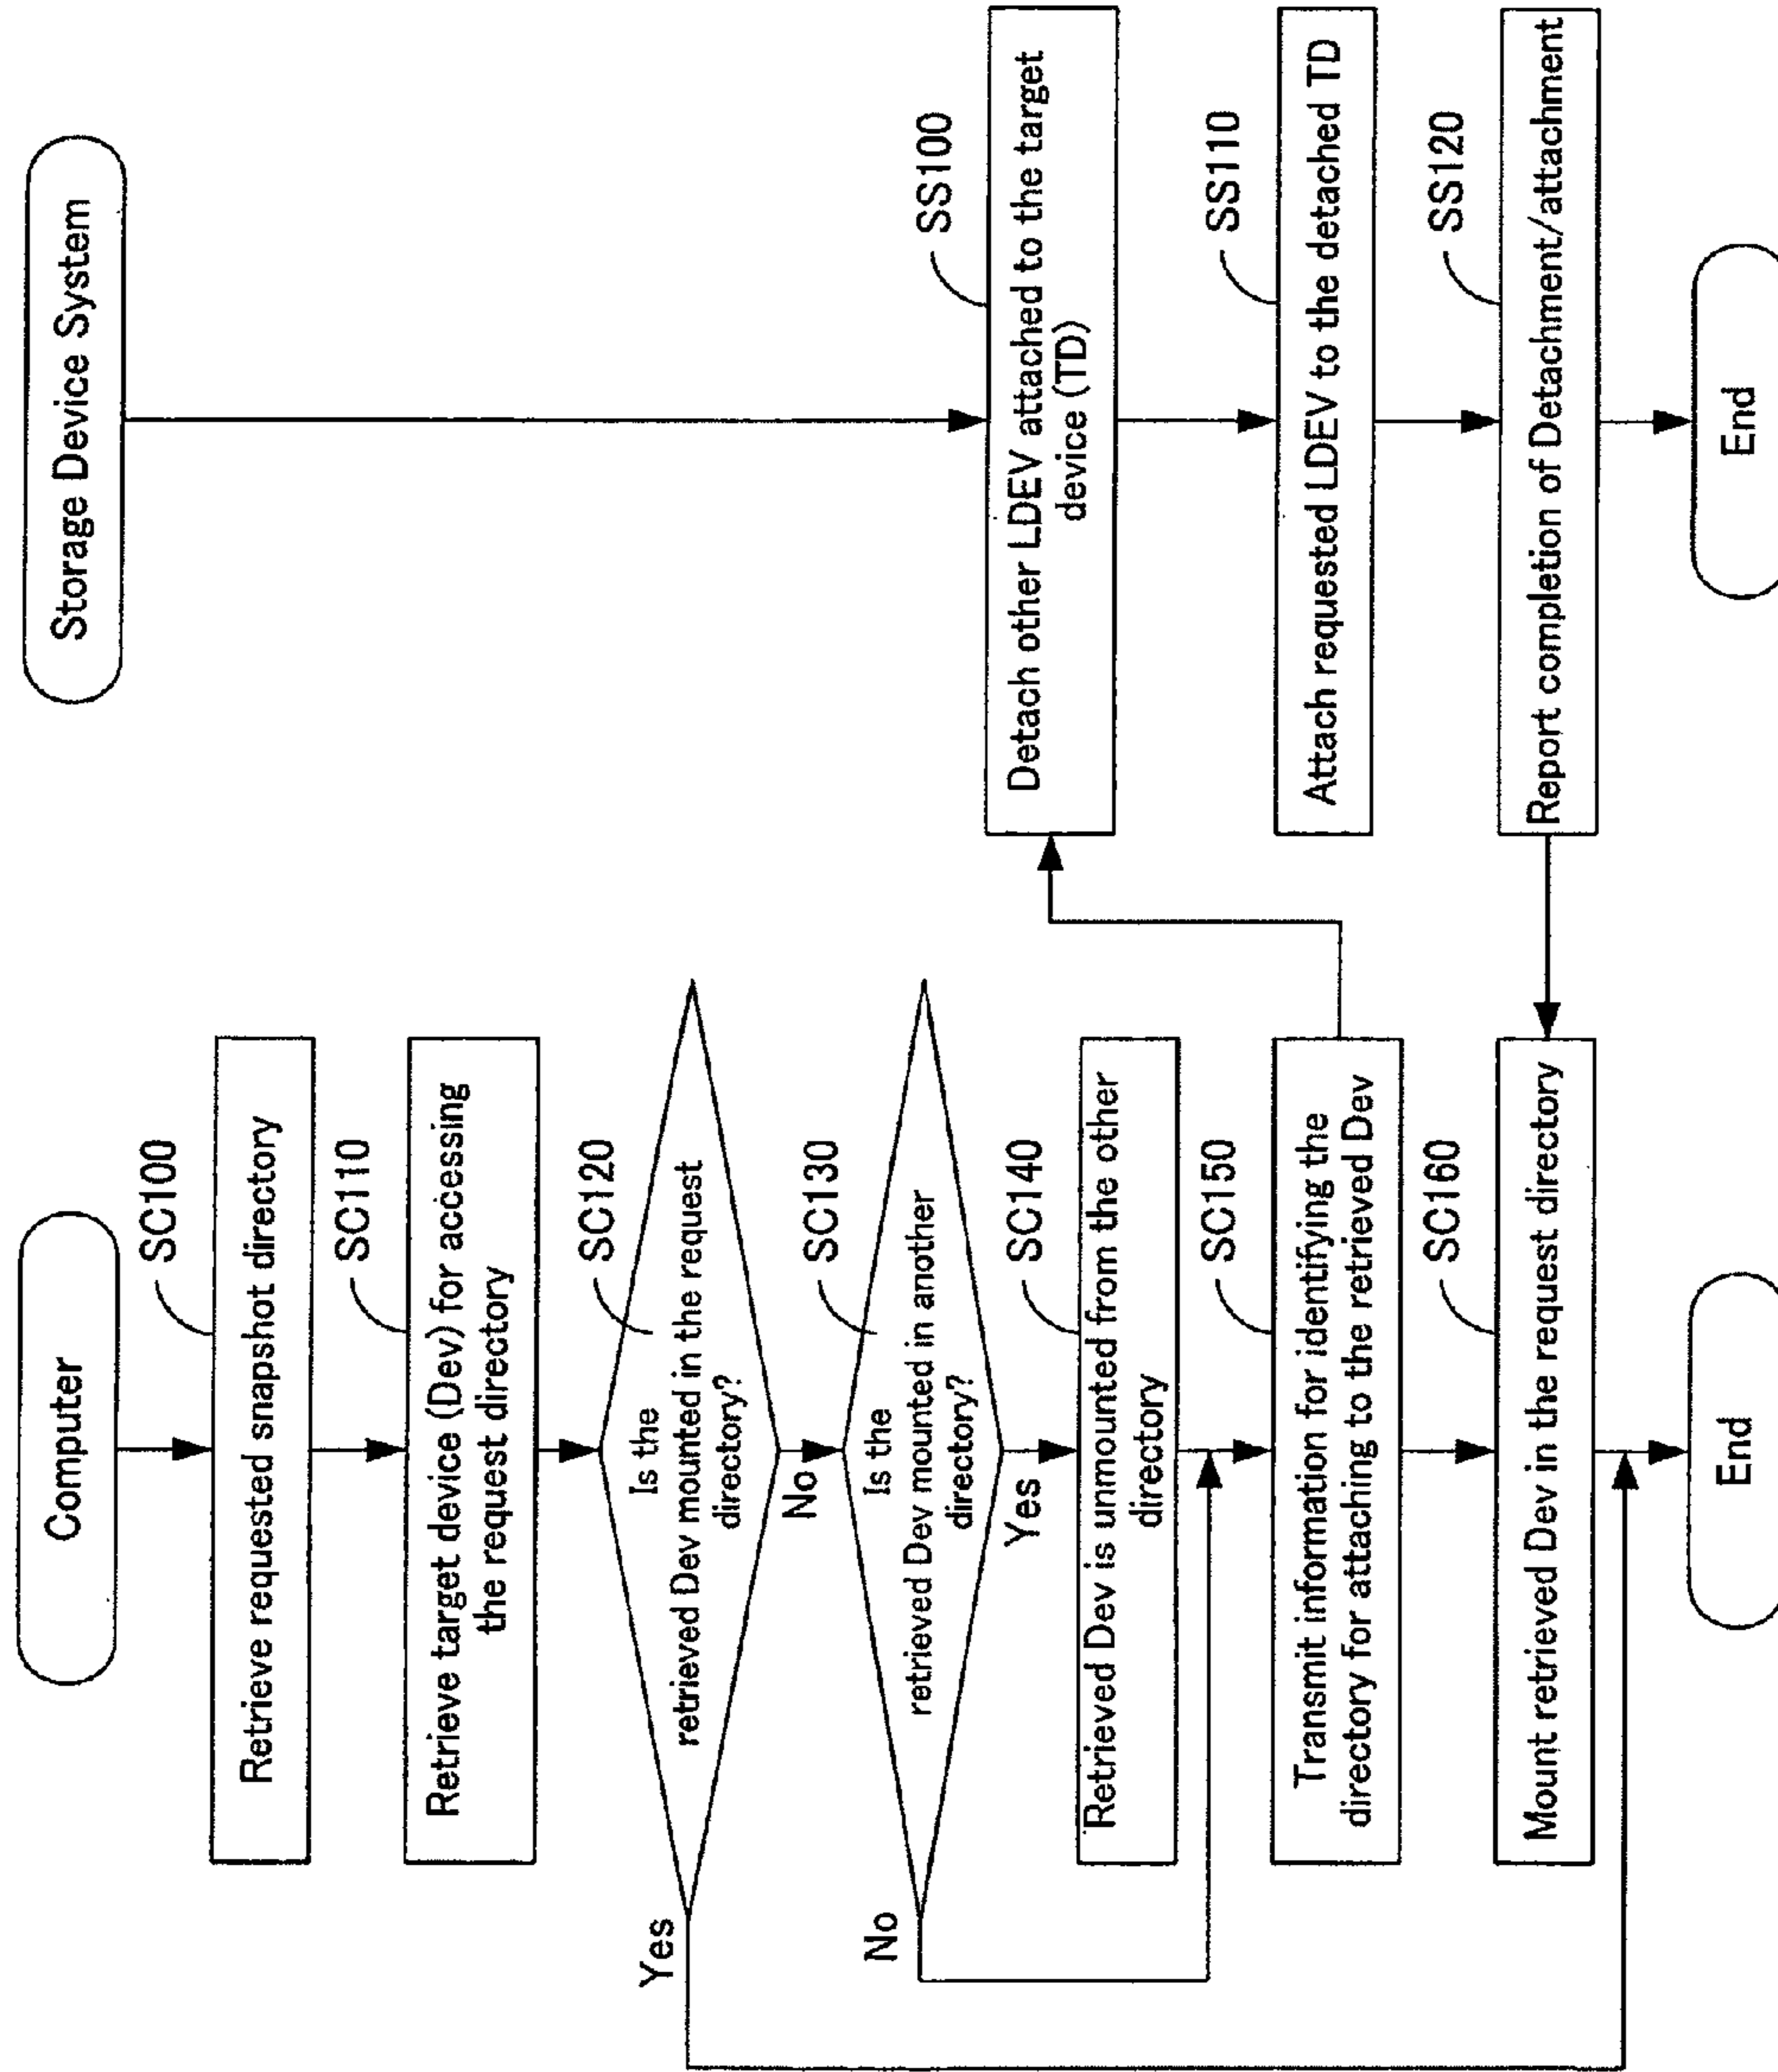 Computer
SC100
Retrieve requested snapshot directory
SC110
Retrieve target device (Dev) for accessing
the request directory
SC120
Is the
retrieved Dev mounted in the request
directory?
Yes
No
SC130
Is the
retrieved Dev mounted in another
directory?
No
Yes
SC140
Retrieved Dev is unmounted from the other
directory
SC150
Transmit information for identifying the
directory for attaching to the retrieved Dev
SC160
Mount retrieved Dev in the request directory
End
Storage Device System
SS100
Detach other LDEV attached to the target
device (TD)
SS110
Attach requested LDEV to the detached TD
SS120
Report completion of Detachment/attachment
End